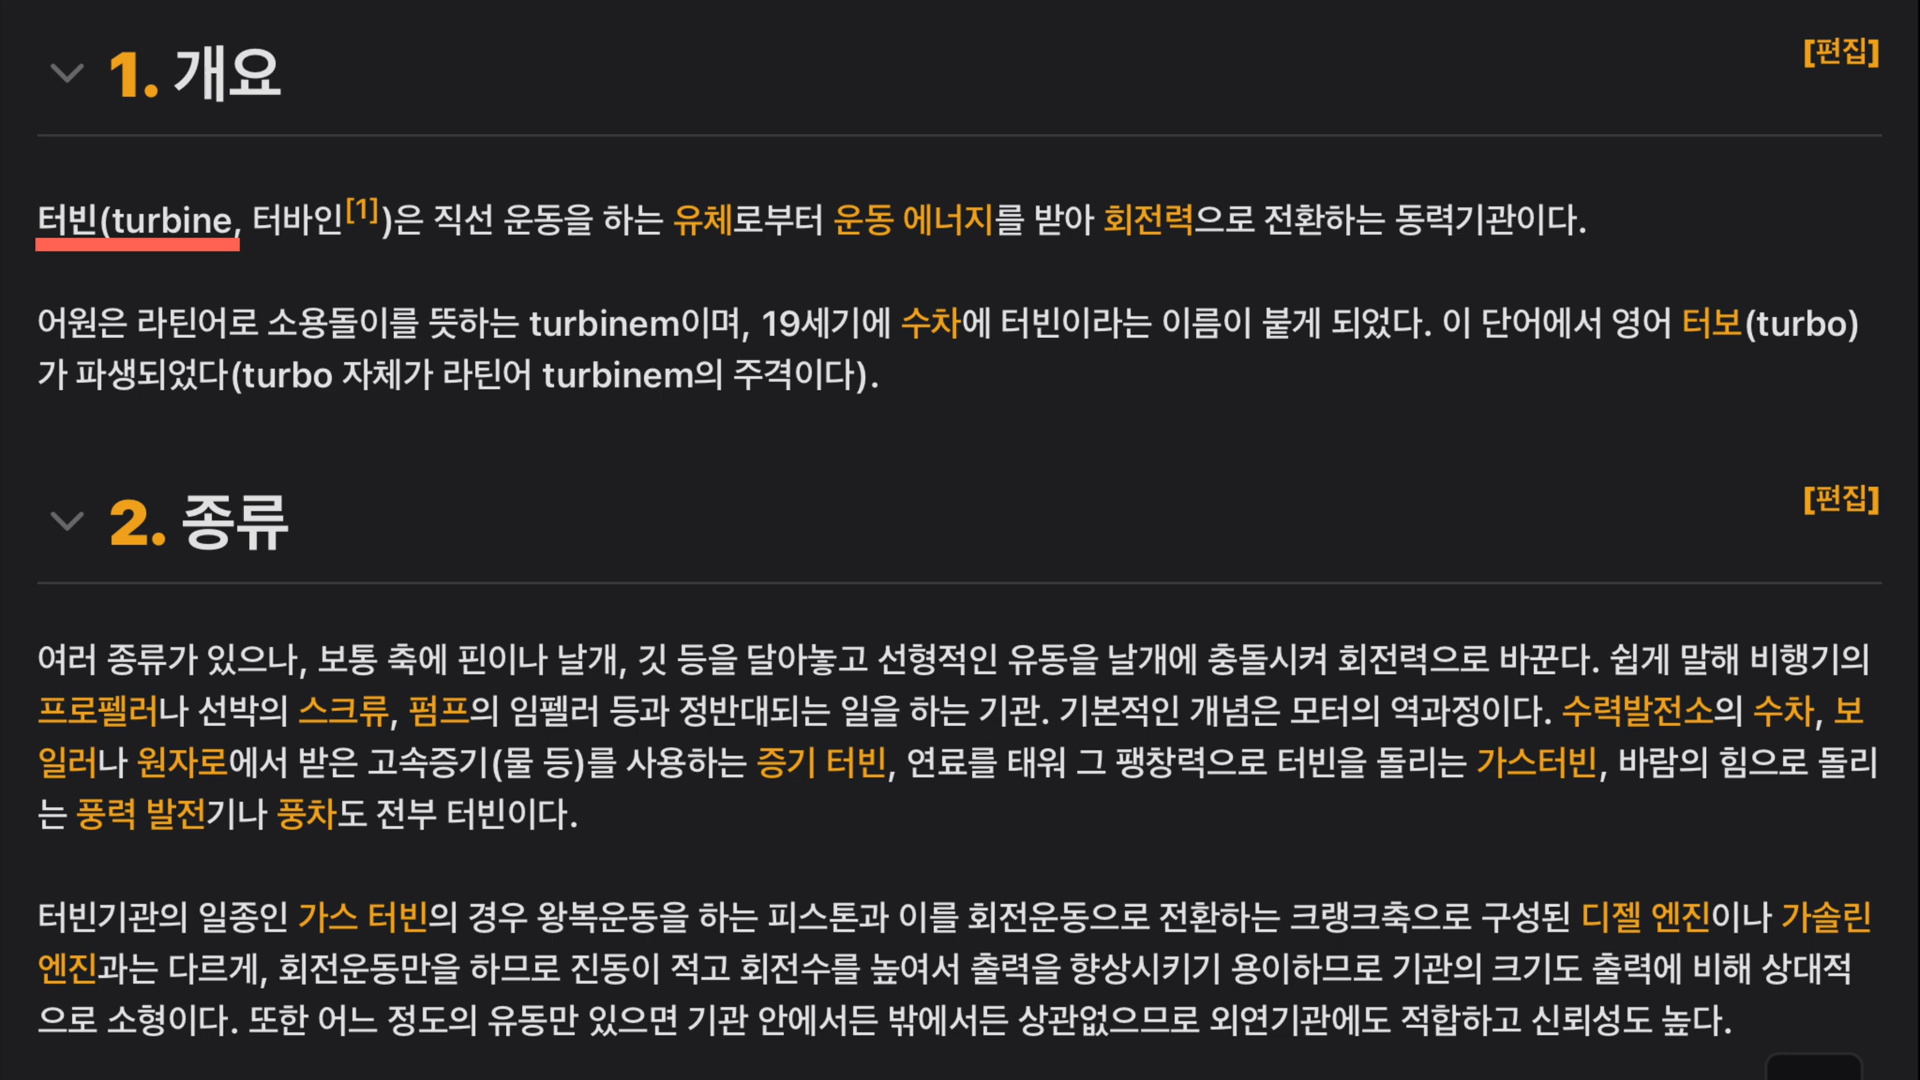 1. 개요
[편집]
터빈(turbine, 터바인[1])은 직선 운동을 하는 유체로부터 운동 에너지를 받아 회전력으로 전환하는 동력기관이다.
어원은 라틴어로 소용돌이를 뜻하는 turbinem이며, 19세기에 수차에 터빈이라는 이름이 붙게 되었다. 이 단어에서 영어 터보(turbo)
가 파생되었다(turbo 자체가 라틴어 turbinem의 주격이다).
2. 종류
[편집]
여러 종류가 있으나, 보통 축에 핀이나 날개, 깃 등을 달아놓고 선형적인 유동을 날개에 충돌시켜 회전력으로 바꾼다. 쉽게 말해 비행기의
프로펠러나 선박의 스크류, 펌프의 임펠러 등과 정반대되는 일을 하는 기관. 기본적인 개념은 모터의 역과정이다. 수력발전소의 수차, 보
일러나 원자로에서 받은 고속증기(물 등)를 사용하는 증기 터빈, 연료를 태워 그 팽창력으로 터빈을 돌리는 가스터빈, 바람의 힘으로 돌리
는 풍력 발전기나 풍차도 전부 터빈이다.
터빈기관의 일종인 가스 터빈의 경우 왕복운동을 하는 피스톤과 이를 회전운동으로 전환하는 크랭크축으로 구성된 디젤 엔진이나 가솔린
엔진과는 다르게, 회전운동만을 하므로 진동이 적고 회전수를 높여서 출력을 향상시키기 용이하므로 기관의 크기도 출력에 비해 상대적
으로 소형이다. 또한 어느 정도의 유동만 있으면 기관 안에서든 밖에서든 상관없으므로 외연기관에도 적합하고 신뢰성도 높다.